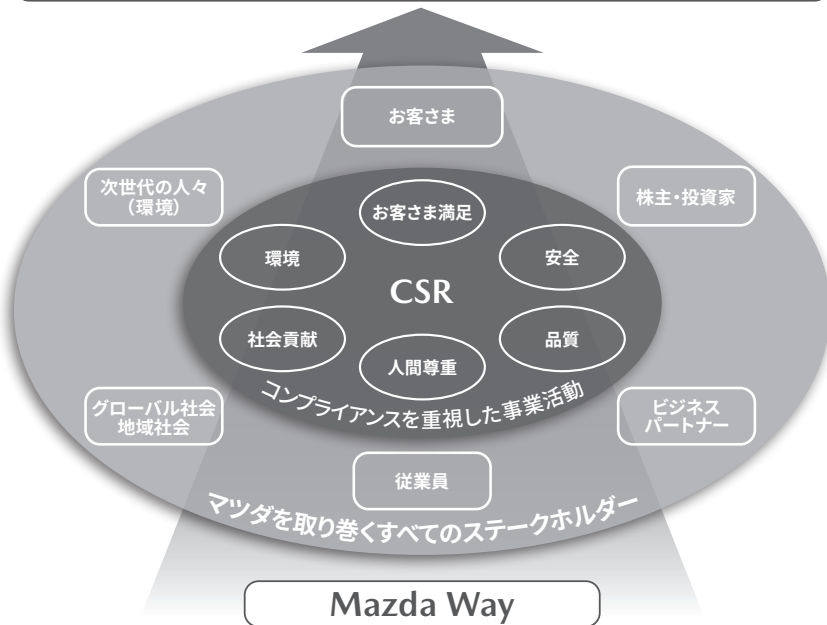 お客さま
次世代の人々
（環境）
株主・投資家
お客さま満足
環境
安全
CSR
社会貢献
品質
人間尊重
コンプライアンスを重視した事業活動
グローバル社会
地域社会
ビジネス
パートナー
従業員
マツダを取り巻くすべてのステークホルダー
Mazda Way